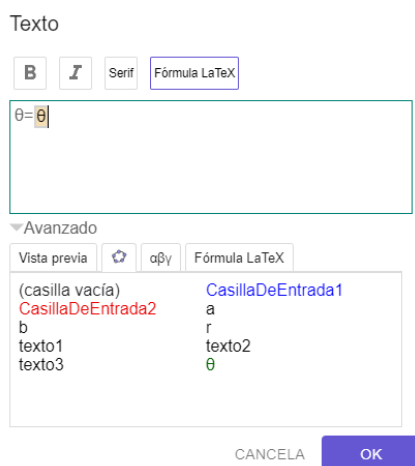 Texto
B I Serif Fórmula LaTeX
θ=θ
Avanzado
Vista previa αβγ Fórmula LaTeX
(casilla vacía) CasillaDeEntrada1
CasillaDeEntrada2 a
b r
texto1 texto2
texto3 θ
CANCELA OK